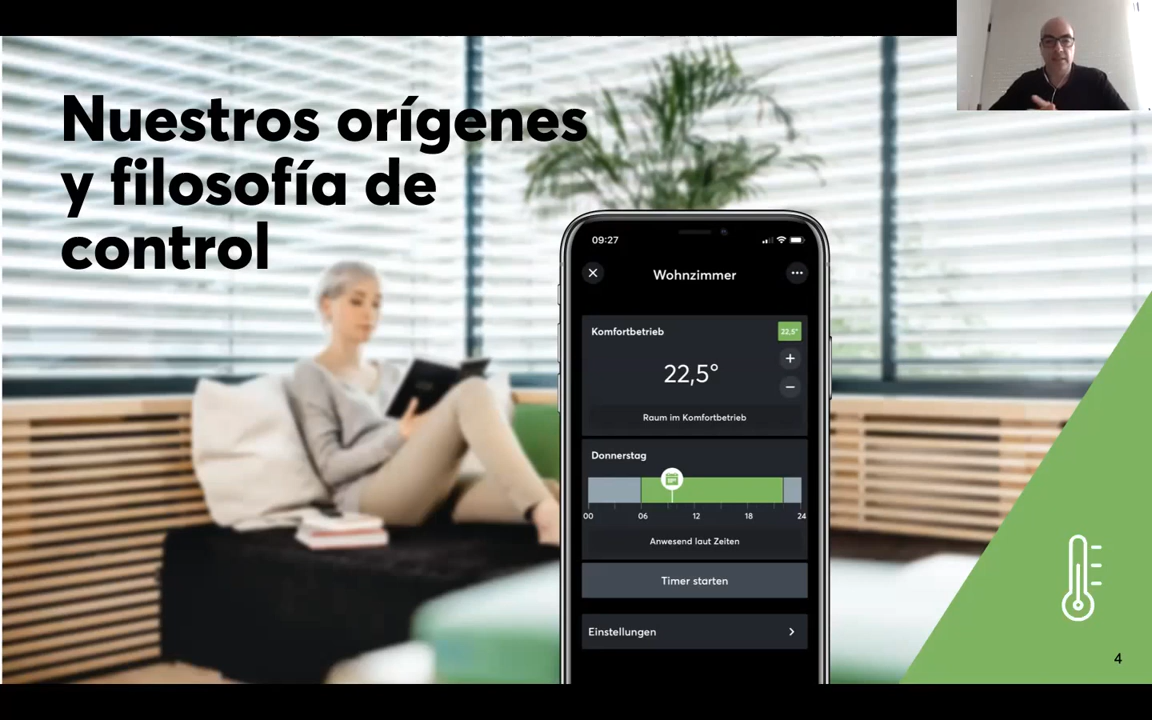 Nuestros orígenes
y filosofía de
control
09:27
Wohnzimmer
Komfortbetrieb
22,5°
22,5°
Raum im Komfortbetrieb
Donnerstag
00 06 12 18 24
Anwesend laut Zeiten
Timer starten
Einstellungen
4